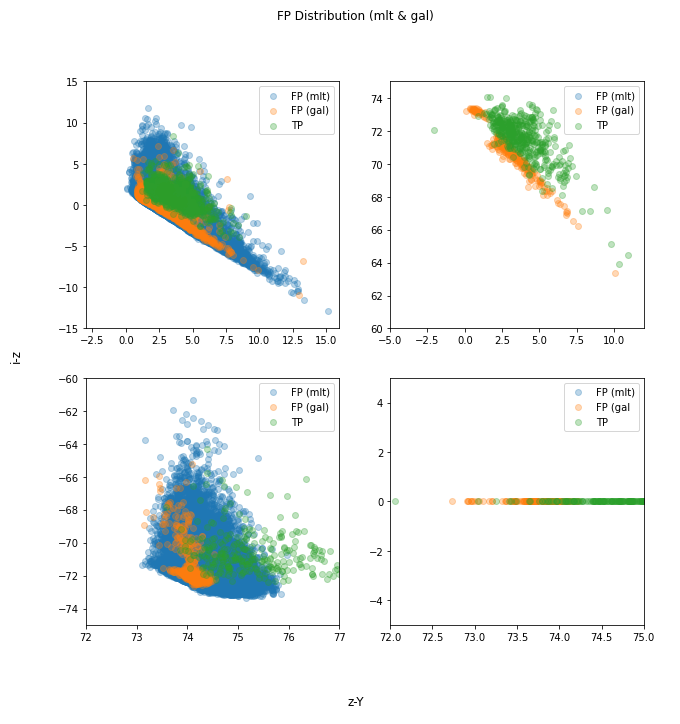 FP Distribution (mlt & gal)
FP (mlt)
FP (gal)
TP
15
10
5
0
−5
−10
−15
−2.5 0.0 2.5 5.0 7.5 10.0 12.5 15.0
FP (mlt)
FP (gal)
TP
74
72
70
68
66
64
62
60
−5.0 −2.5 0.0 2.5 5.0 7.5 10.0
i-z
FP (mlt)
FP (gal)
TP
−60
−62
−64
−66
−68
−70
−72
−74
72 73 74 75 76 77
FP (mlt)
FP (gal
TP
4
2
0
−2
−4
72.0 72.5 73.0 73.5 74.0 74.5 75.0
z-Y